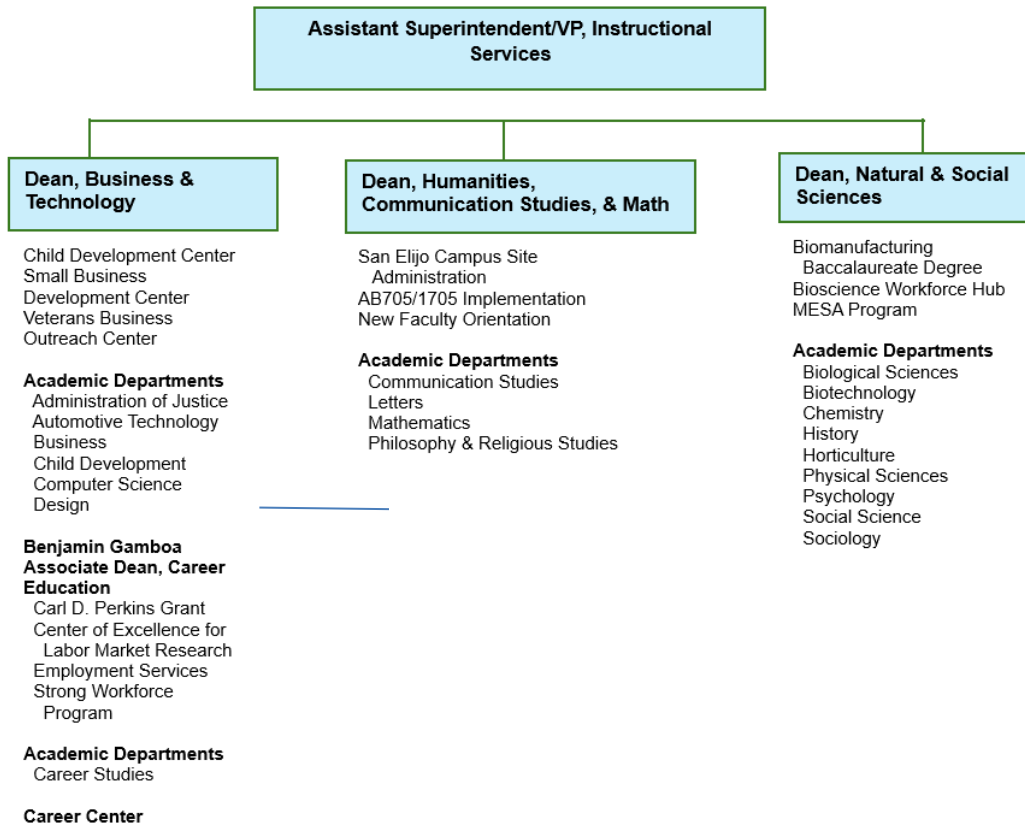 Assistant Superintendent/VP, Instructional
Services
Dean, Business &
Technology
Child Development Center
Small Business
Development Center
Veterans Business
Outreach Center
Academic Departments
Administration of Justice
Automotive Technology
Business
Child Development
Computer Science
Design
Benjamin Gamboa
Associate Dean, Career
Education
Carl D. Perkins Grant
Center of Excellence for
Labor Market Research
Employment Services
Strong Workforce
Program
Academic Departments
Career Studies
Career Center
Dean, Humanities,
Communication Studies, & Math
San Elijo Campus Site
Administration
AB705/1705 Implementation
New Faculty Orientation
Academic Departments
Communication Studies
Letters
Mathematics
Philosophy & Religious Studies
Dean, Natural & Social
Sciences
Biomanufacturing
Baccalaureate Degree
Bioscience Workforce Hub
MESA Program
Academic Departments
Biological Sciences
Biotechnology
Chemistry
History
Horticulture
Physical Sciences
Psychology
Social Science
Sociology